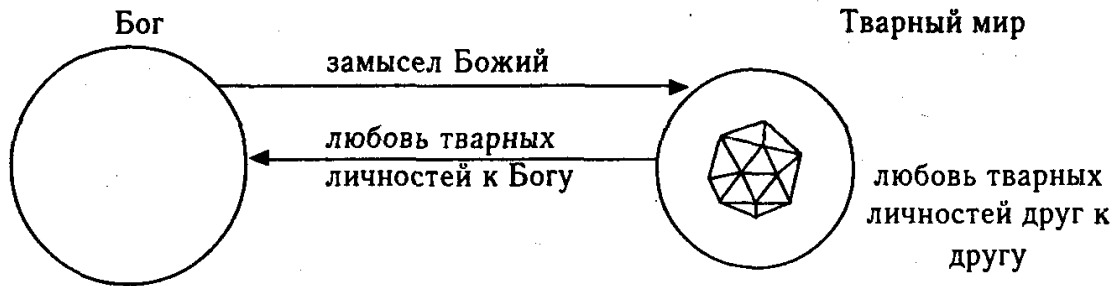 Бог
Тварный мир
замысел Божий
любовь тварных
личностей к Богу
любовь тварных
личностей друг к
другу